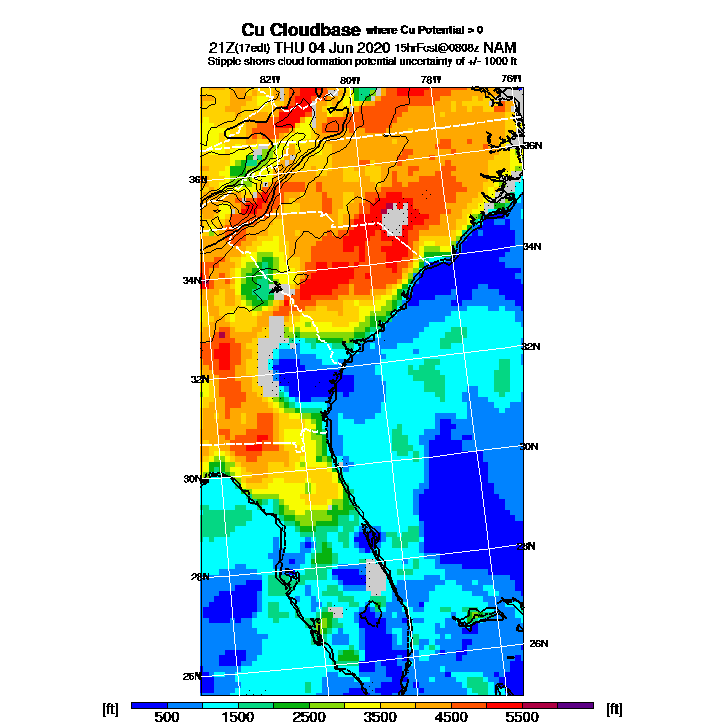 Cu Cloudbase where Cu Potential > 0
21Z(17edt) THU 04 Jun 2020 15hrFcst@0808z NAM
Stipple shows cloud formation potential uncertainty of +/- 1000 ft
82W 80W 78W 76W
36N
36N
34N
34N
32N
32N
30N
30N
28N
28N
26N
26N
[ft] 500 1500 2500 3500 4500 5500 [ft]